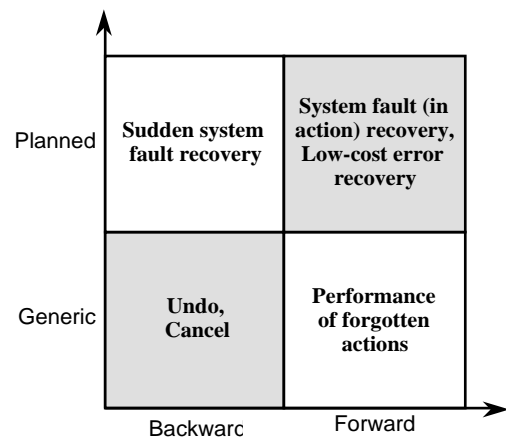 Planned
Sudden system
fault recovery
System fault (in
action) recovery,
Low-cost error
recovery
Generic
Undo,
Cancel
Performance
of forgotten
actions
Backward
Forward